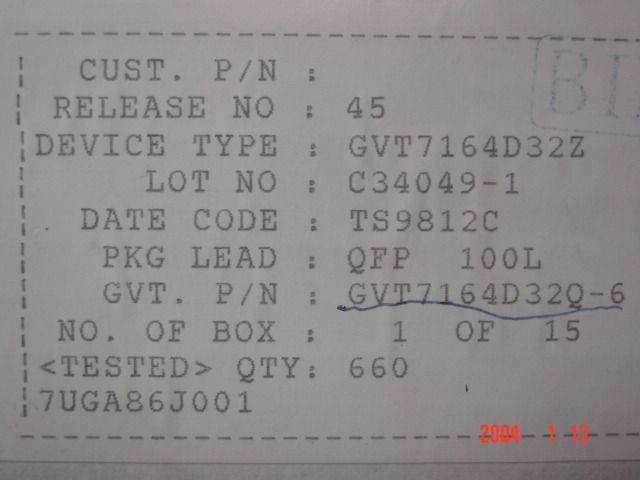 CUST. P/N :
RELEASE NO : 45
DEVICE TYPE : GVT7164D32Z
LOT NO : C34049-1
DATE CODE : TS9812C
PKG LEAD : QFP 100L
GVT. P/N : GVT7164D32Q-6
NO. OF BOX : 1 OF 15
<TESTED> QTY: 660
7UGA86J001
2004 1 13